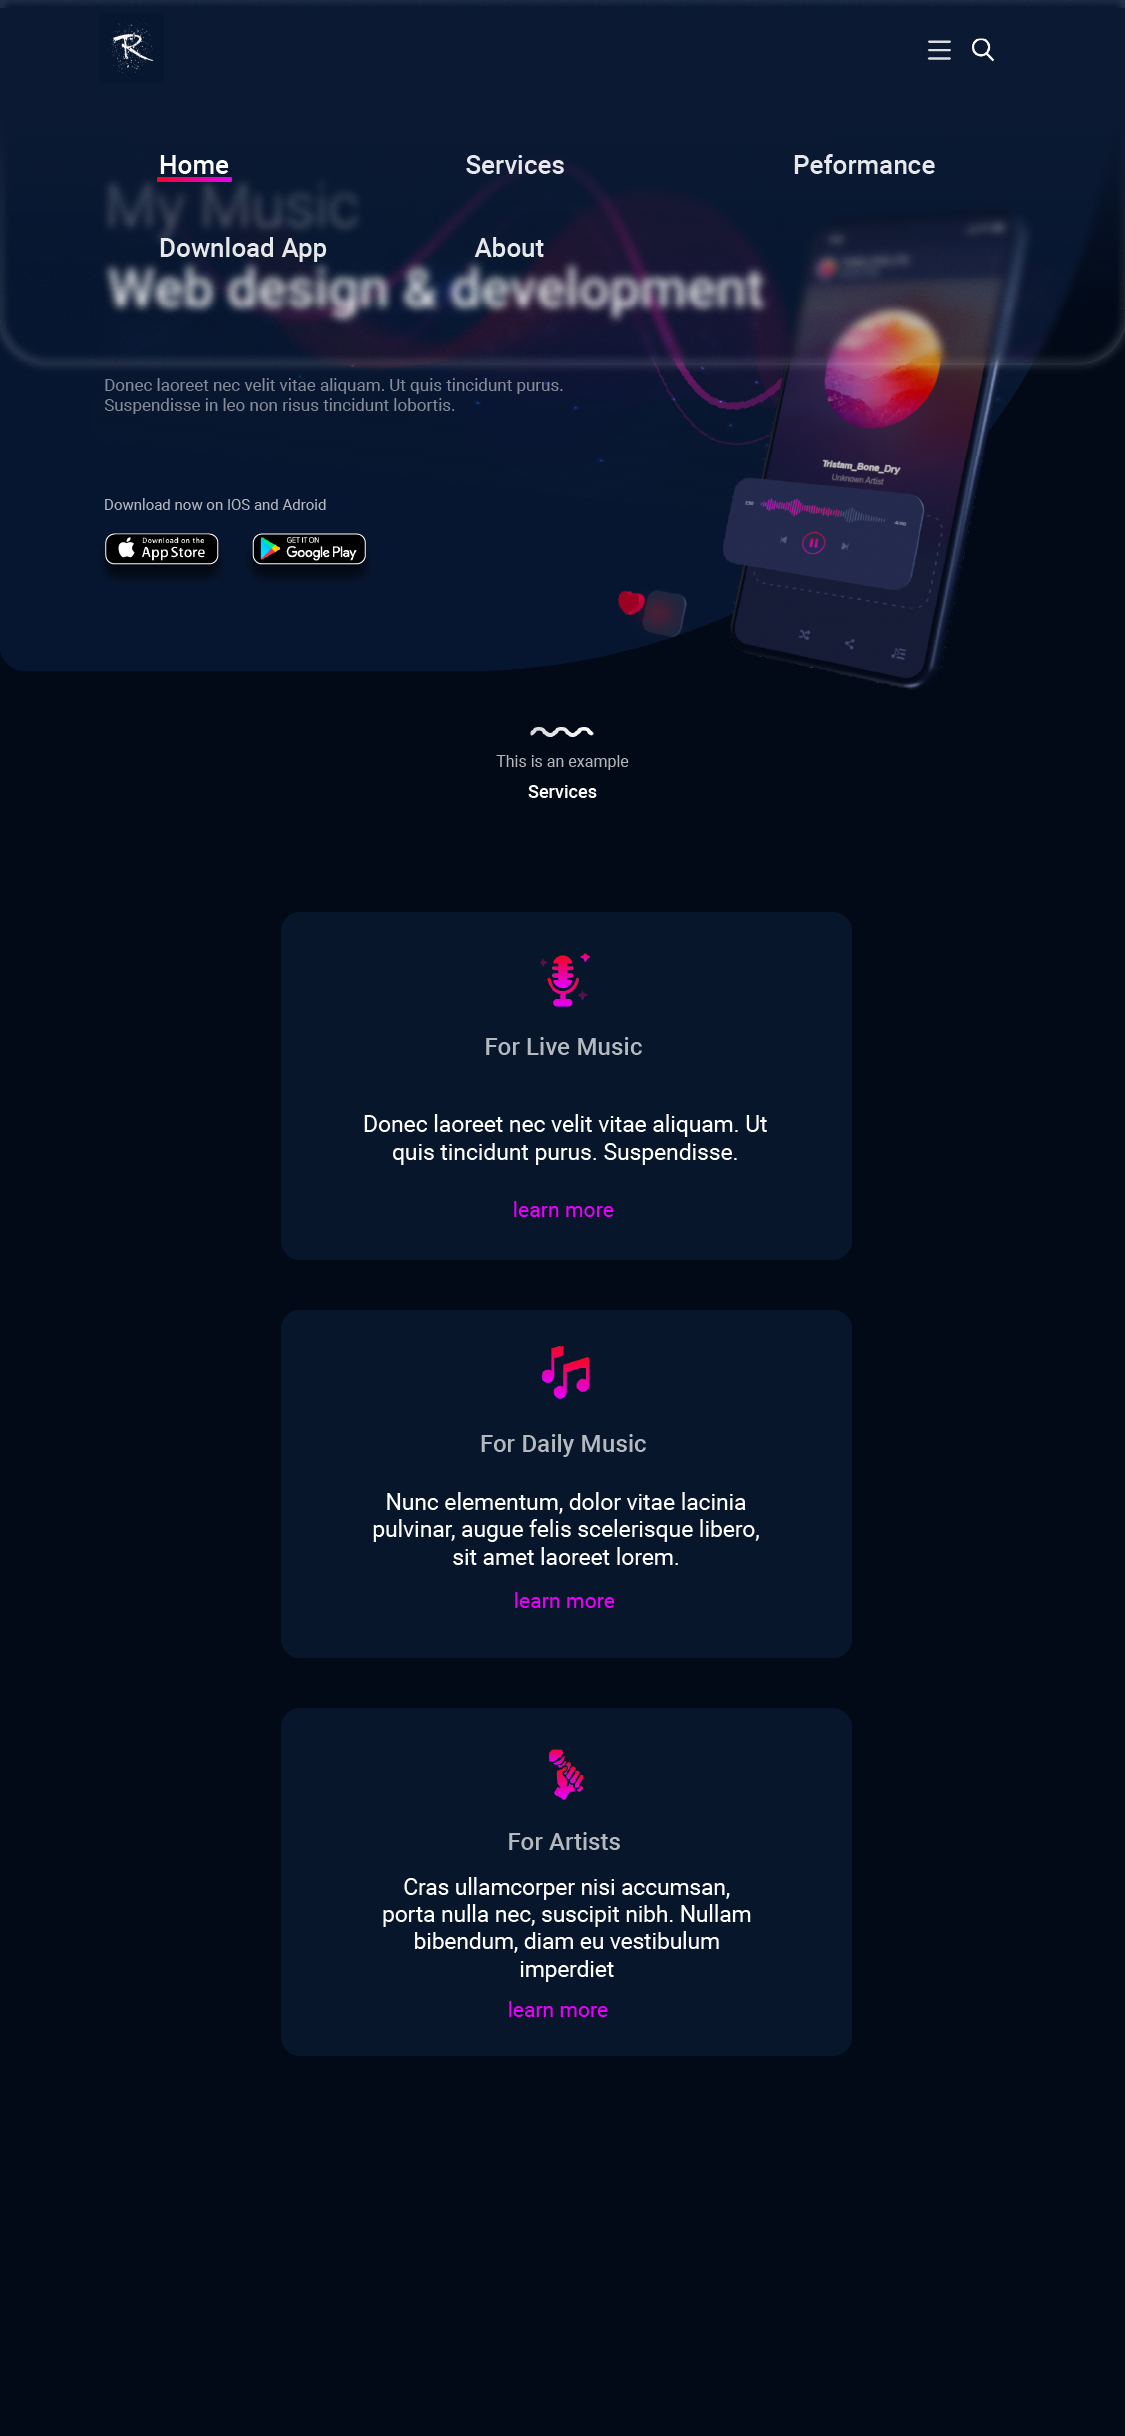 Home
Services
Peformance
My Music
Download App
About
Web design & development
Donec laoreet nec velit vitae aliquam. Ut quis tincidunt purus.
Suspendisse in leo non risus tincidunt lobortis.
Tristam_Bone_Dry
Unknown Artist
Download now on IOS and Adroid
Download on the
App Store
GET IT ON
Google Play
This is an example
Services
For Live Music
Donec laoreet nec velit vitae aliquam. Ut
quis tincidunt purus. Suspendisse.
learn more
For Daily Music
Nunc elementum, dolor vitae lacinia
pulvinar, augue felis scelerisque libero,
sit amet laoreet lorem.
learn more
For Artists
Cras ullamcorper nisi accumsan,
porta nulla nec, suscipit nibh. Nullam
bibendum, diam eu vestibulum
imperdiet
learn more